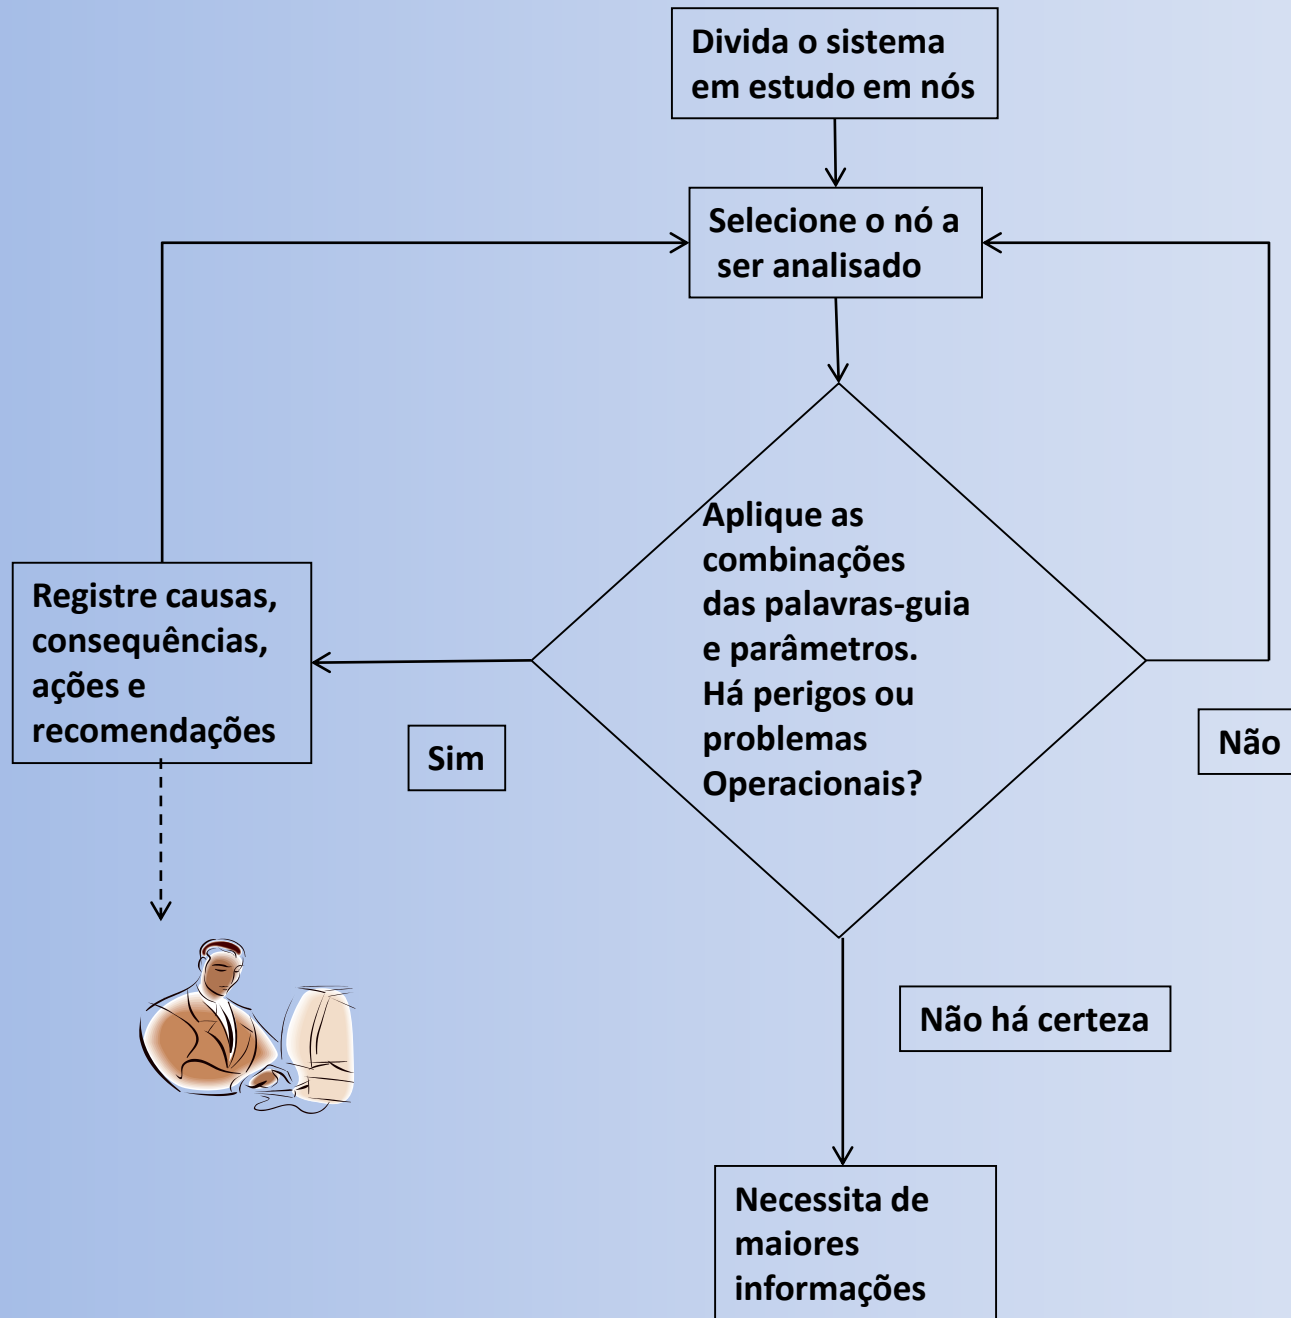 Divida o sistema
em estudo em nós
Selecione o nó a
ser analisado
Aplique as
combinações
das palavras-guia
e parâmetros.
Há perigos ou
problemas
Operacionais?
Registre causas,
consequências,
ações e
recomendações
Sim
Não
Não há certeza
Necessita de
maiores
informações